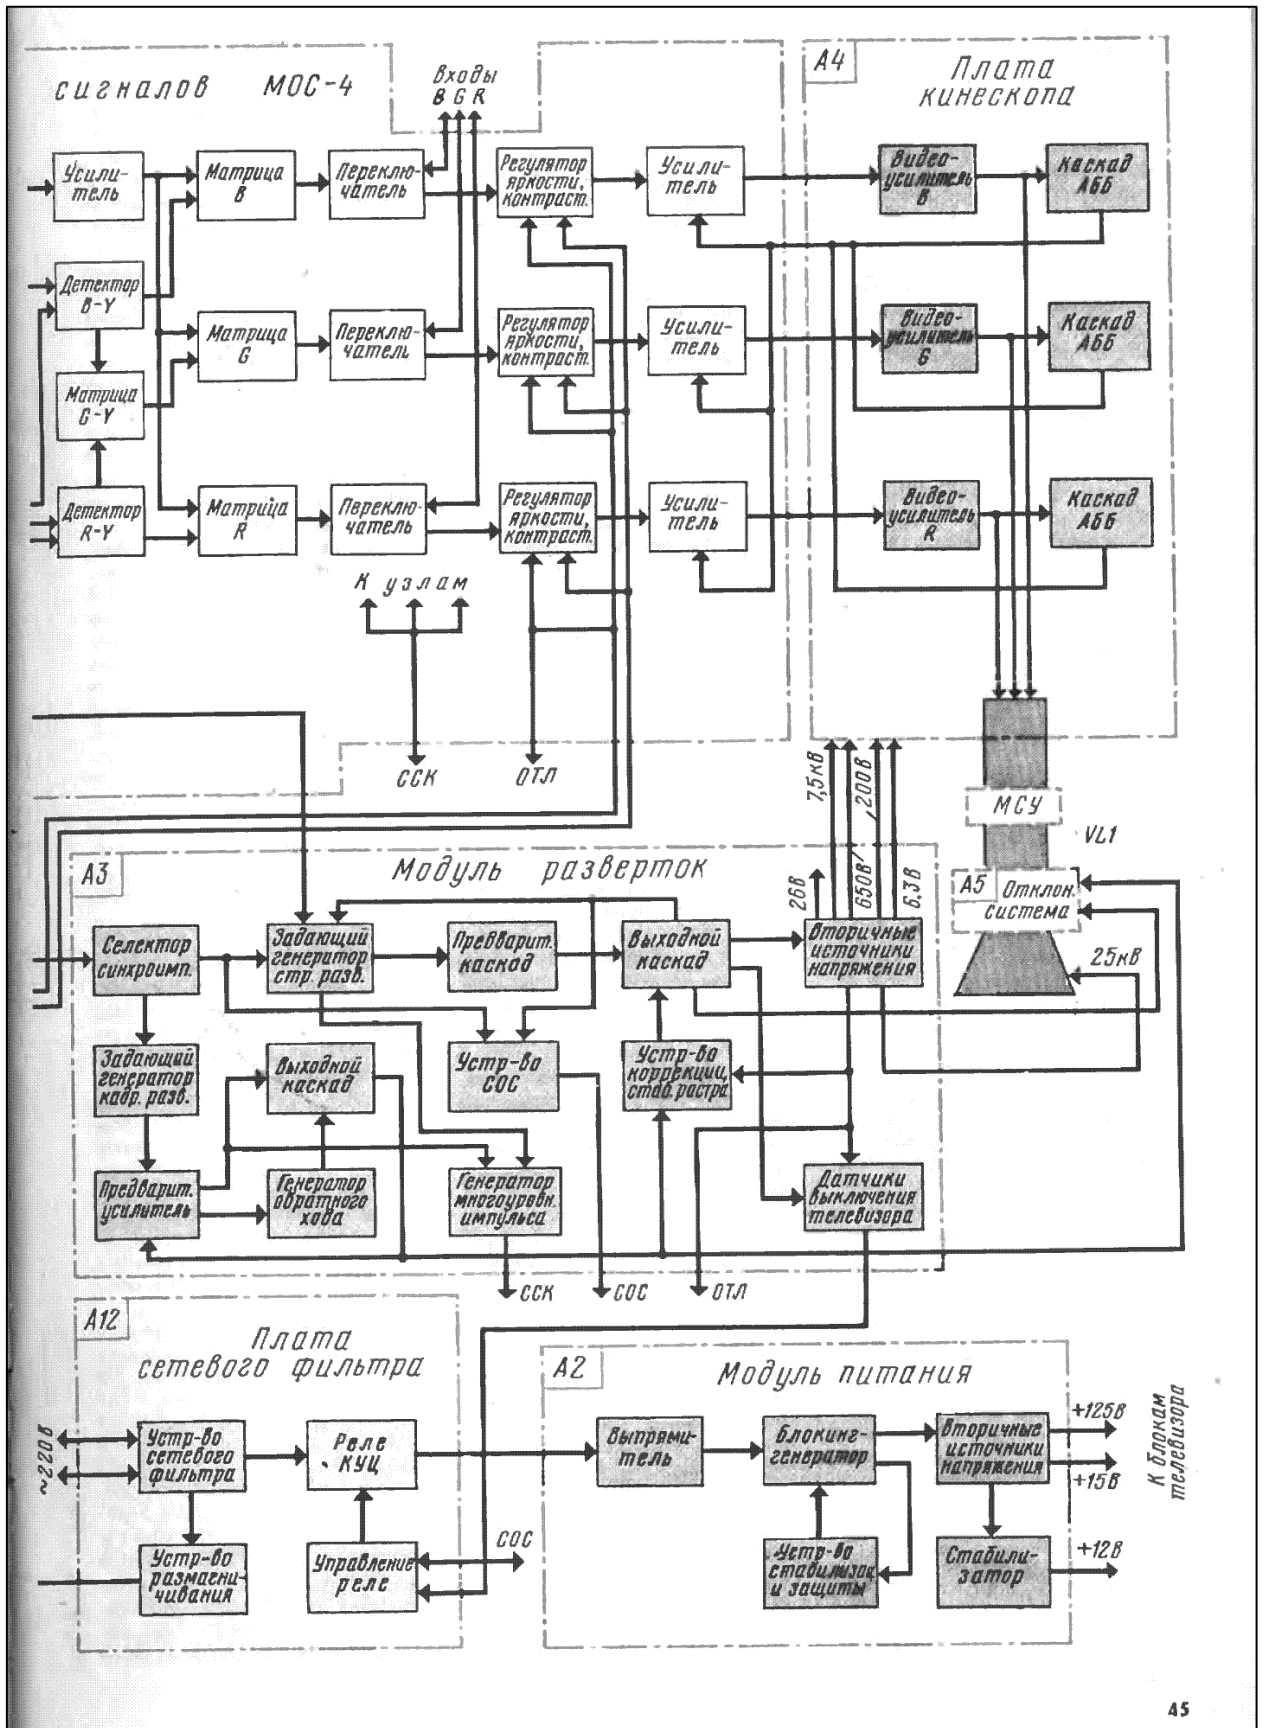 сигналов МОС-4
Входы
B G R
А4
Плата
кинескопа
Усили-
тель
Матрица
B
Переклю-
чатель
Регулятор
яркости,
контраст.
Усили-
тель
Видео-
усилитель
B
Каскад
АББ
Детектор
B-Y
Матрица
G
Переклю-
чатель
Регулятор
яркости,
контраст.
Усили-
тель
Видео-
усилитель
G
Каскад
АББ
Матрица
G-Y
Детектор
R-Y
Матрица
R
Переклю-
чатель
Регулятор
яркости,
контраст.
Усили-
тель
Видео-
усилитель
R
Каскад
АББ
К узлам
ССК
ОТЛ
7,5кВ
200В
650В
26В
6,3В
МСУ
VL1
А5
Отклон.
система
25кВ
А3
Модуль разверток
Селектор
синхроимп.
Задающий
генератор
стр. разв.
Предварит.
каскад
Выходной
каскад
Вторичные
источники
напряжения
Задающий
генератор
кадр. разв.
Выходной
каскад
Устр-во
СОС
Устр-во
коррекции,
стаб. растра
Предварит.
усилитель
Генератор
обратного
хода
Генератор
многоуровн.
импульса
Датчики
выключения
телевизора
ССК
СОС
ОТЛ
А12
Плата
сетевого фильтра
А2
Модуль питания
~220В
Устр-во
сетевого
фильтра
Реле
КУЦ
Выпрями-
тель
Блокинг-
генератор
Вторичные
источники
напряжения
+125В
+15В
К блокам
телевизора
Устр-во
размагни-
чивания
Управление
реле
СОС
Устр-во
стабилизац.
и защиты
Стабили-
затор
+12В
45